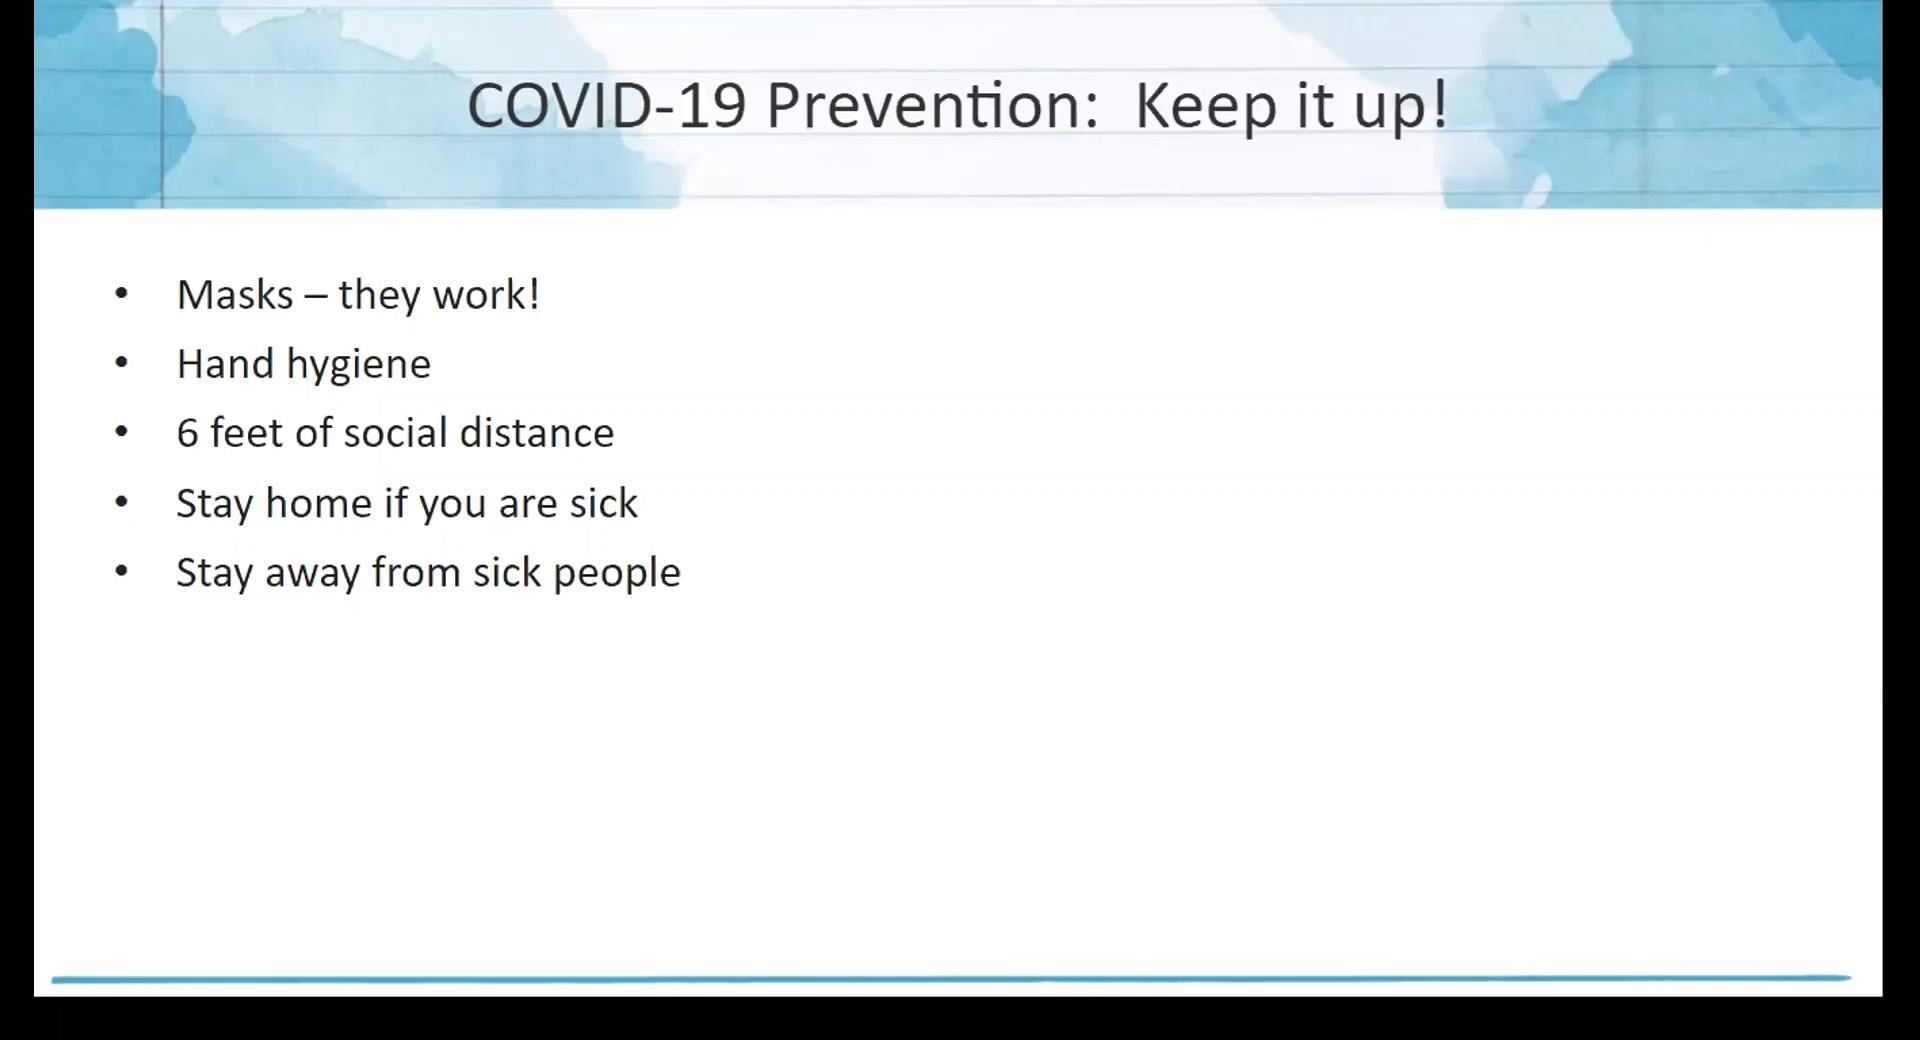 COVID-19 Prevention:  Keep it up!
• Masks – they work!
• Hand hygiene
• 6 feet of social distance
• Stay home if you are sick
• Stay away from sick people